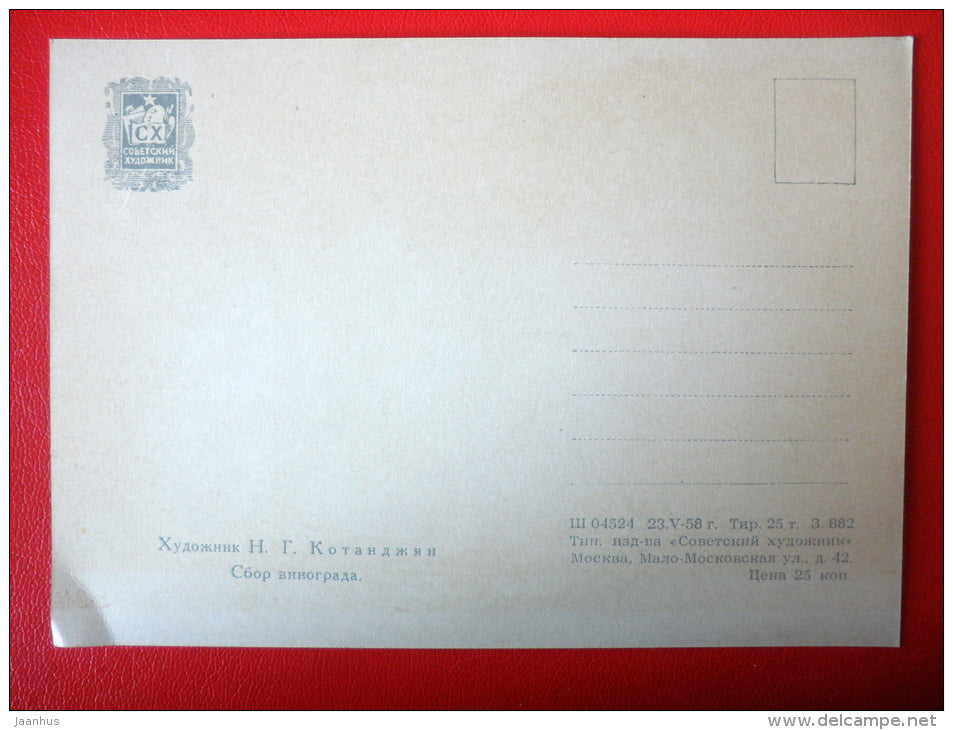 СХ
СОВЕТСКИЙ
ХУДОЖНИК
Художник Н. Г. Котанджян
Сбор винограда.
Ш 04524 23.V-58 г. Тир. 25 т. З. 882
Тип. изд-ва «Советский художник»
Москва, Мало-Московская ул., д. 42.
Цена 25 коп.
jaanhus
www.delcampe.net